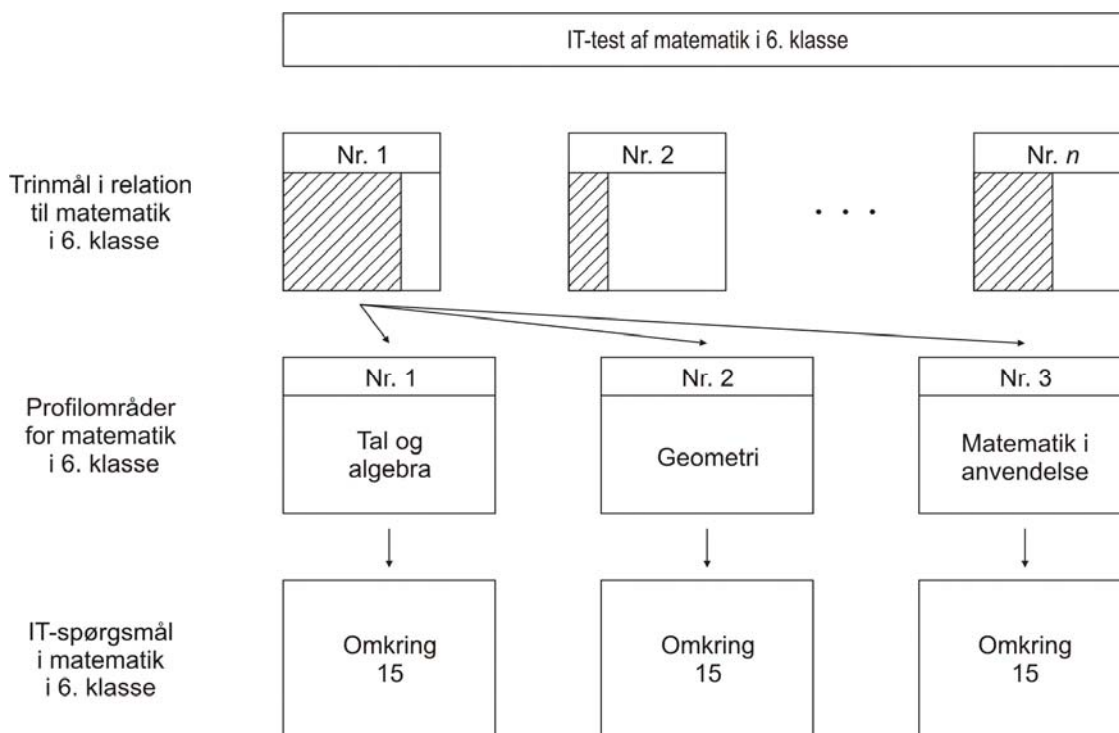 IT-test af matematik i 6. klasse
Trinmål i relation
til matematik
i 6. klasse
Nr. 1
Nr. 2
. . .
Nr. n
Profilområder
for matematik
i 6. klasse
Nr. 1
Tal og
algebra
Nr. 2
Geometri
Nr. 3
Matematik i
anvendelse
IT-spørgsmål
i matematik
i 6. klasse
Omkring
15
Omkring
15
Omkring
15